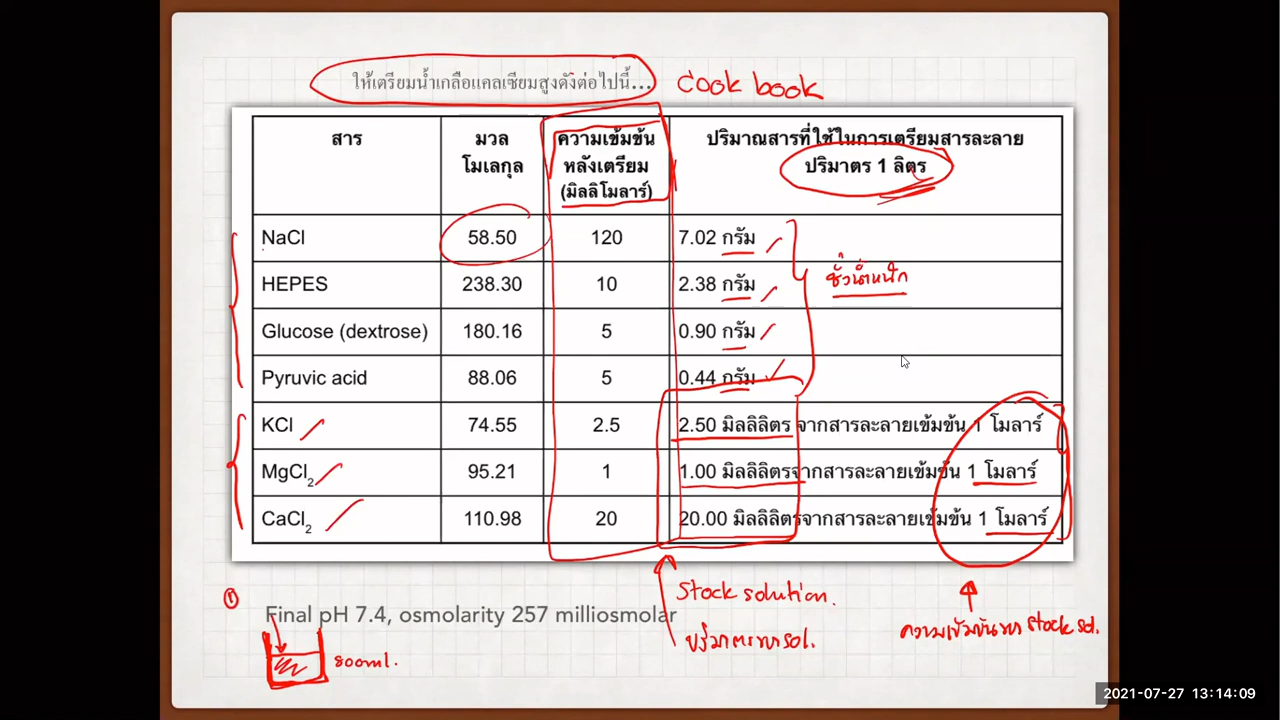 ให้เตรียมน้ำเกลือแคลเซียมสูงดังต่อไปนี้... cook book
สาร มวลโมเลกุล ความเข้มข้นหลังเตรียม (มิลลิโมลาร์) ปริมาณสารที่ใช้ในการเตรียมสารละลาย ปริมาตร 1 ลิตร
NaCl 58.50 120 7.02 กรัม
ชั่งน้ำหนัก
HEPES 238.30 10 2.38 กรัม
Glucose (dextrose) 180.16 5 0.90 กรัม
Pyruvic acid 88.06 5 0.44 กรัม
KCl 74.55 2.5 2.50 มิลลิลิตร จากสารละลายเข้มข้น 1 โมลาร์
MgCl2 95.21 1 1.00 มิลลิลิตรจากสารละลายเข้มข้น 1 โมลาร์
CaCl2 110.98 20 20.00 มิลลิลิตรจากสารละลายเข้มข้น 1 โมลาร์
① Stock solution.
Final pH 7.4, osmolarity 257 milliosmolar
ความเข้มข้นของ stock sol.
ปริมาตรของ sol.
800ml.
2021-07-27 13:14:09